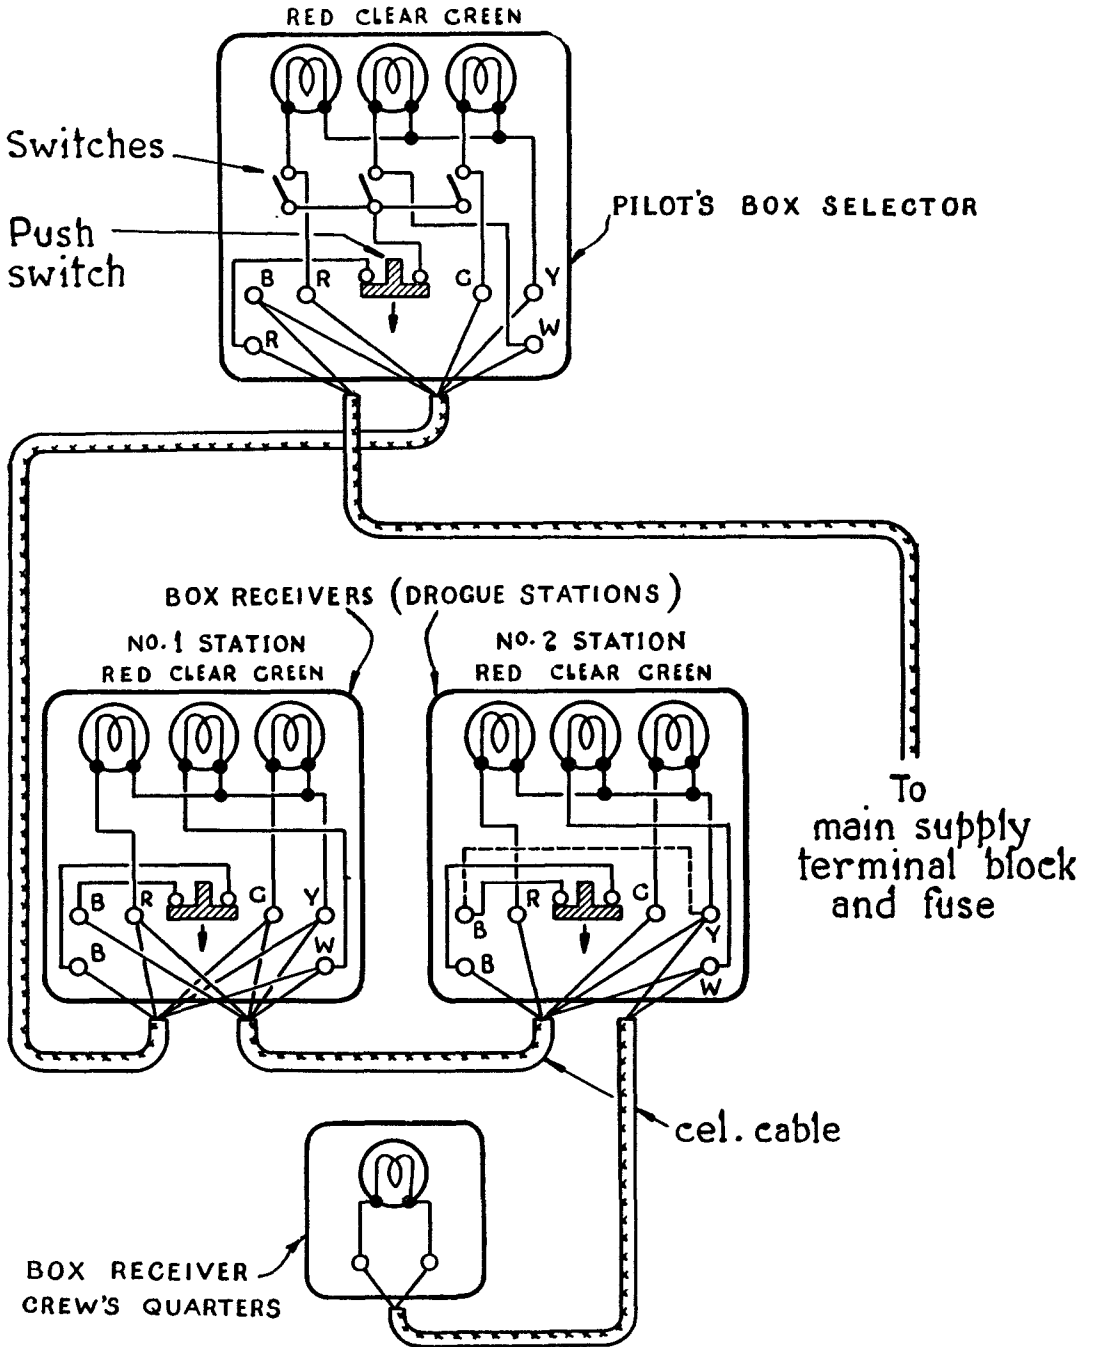 RED CLEAR GREEN
Switches
PILOT'S BOX SELECTOR
Push
switch
B R G Y
R W
BOX RECEIVERS (DROGUE STATIONS)
NO. 1 STATION
RED CLEAR GREEN
NO. 2 STATION
RED CLEAR GREEN
To
main supply
terminal block
and fuse
B R G Y
B W
B R G Y
B W
cel. cable
BOX RECEIVER
CREW'S QUARTERS